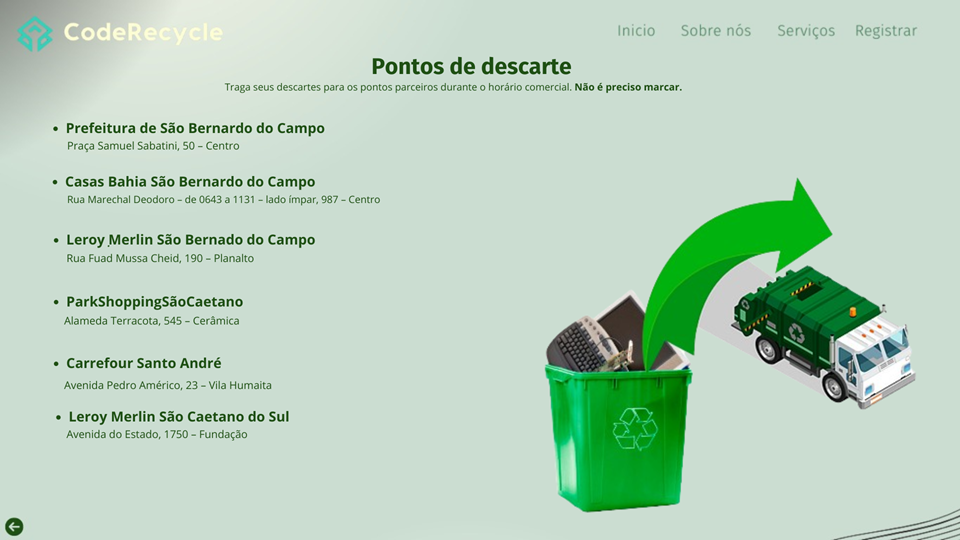 CodeRecycle
Inicio Sobre nós Serviços Registrar
Pontos de descarte
Traga seus descartes para os pontos parceiros durante o horário comercial. Não é preciso marcar.
• Prefeitura de São Bernardo do Campo
Praça Samuel Sabatini, 50 – Centro
• Casas Bahia São Bernardo do Campo
Rua Marechal Deodoro – de 0643 a 1131 – lado ímpar, 987 – Centro
• Leroy Merlin São Bernado do Campo
Rua Fuad Mussa Cheid, 190 – Planalto
• ParkShoppingSãoCaetano
Alameda Terracota, 545 – Cerâmica
• Carrefour Santo André
Avenida Pedro Américo, 23 – Vila Humaita
• Leroy Merlin São Caetano do Sul
Avenida do Estado, 1750 – Fundação